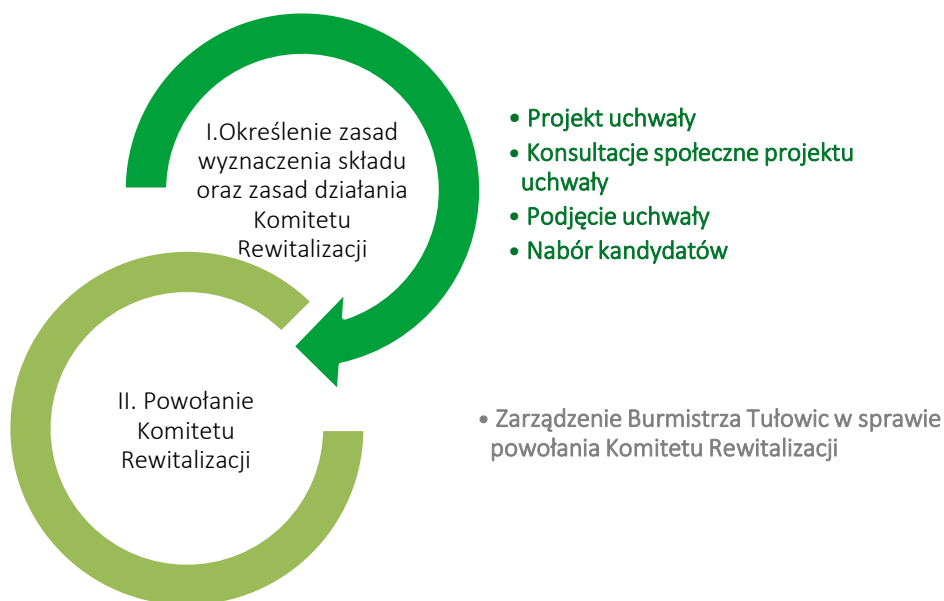 I.Określenie zasad
wyznaczenia składu
oraz zasad działania
Komitetu
Rewitalizacji
• Projekt uchwały
• Konsultacje społeczne projektu
uchwały
• Podjęcie uchwały
• Nabór kandydatów
II. Powołanie
Komitetu
Rewitalizacji
• Zarządzenie Burmistrza Tułowic w sprawie
powołania Komitetu Rewitalizacji